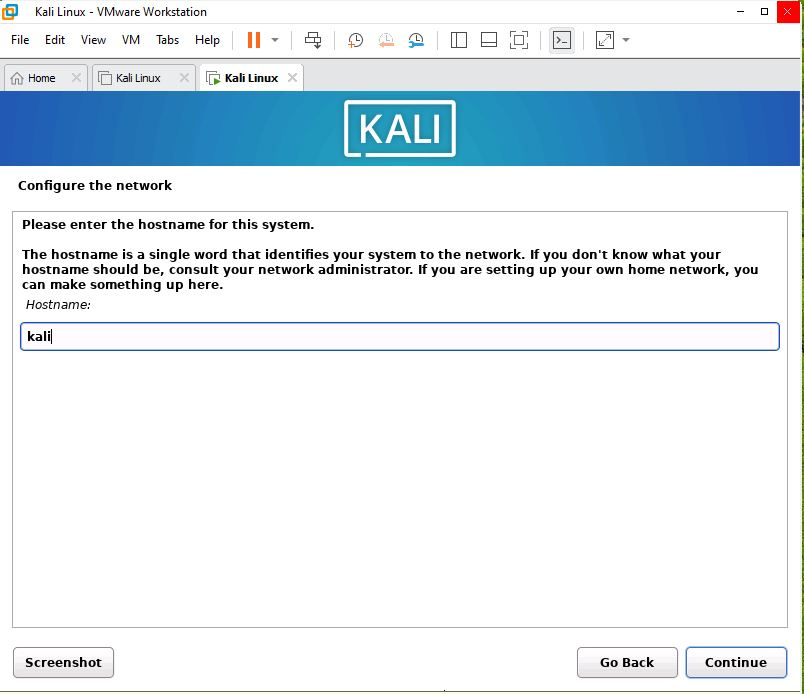 Kali Linux - VMware Workstation
File Edit View VM Tabs Help
Home Kali Linux Kali Linux
KALI
Configure the network
Please enter the hostname for this system.
The hostname is a single word that identifies your system to the network. If you don't know what your
hostname should be, consult your network administrator. If you are setting up your own home network, you
can make something up here.
Hostname:
kali
Screenshot Go Back Continue